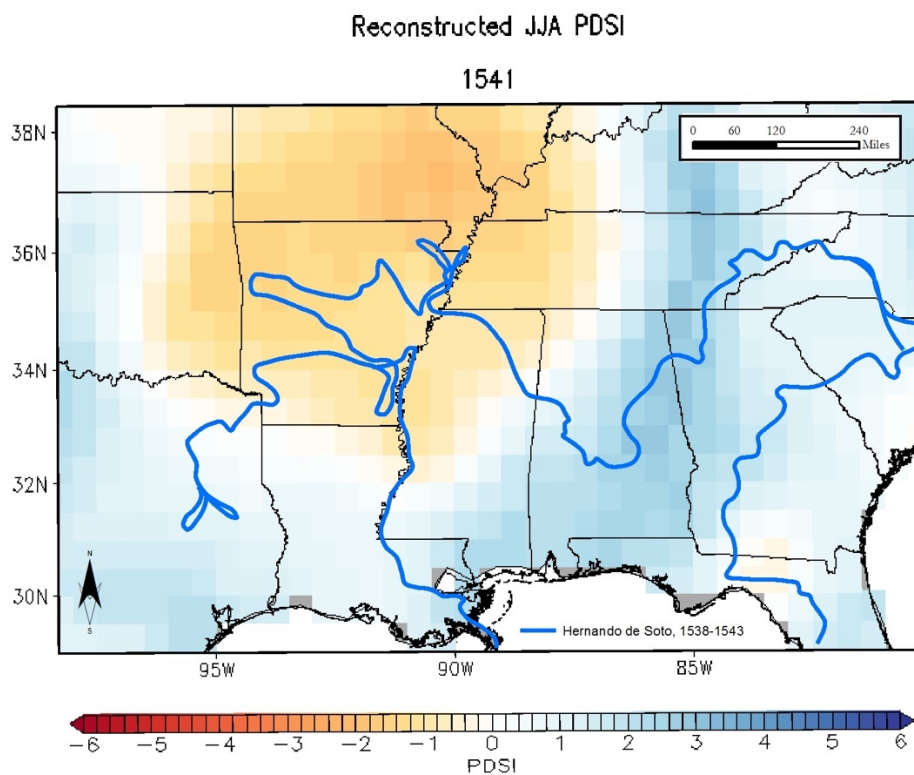 Reconstructed JJA PDSI
1541
0 60 120 240
Miles
38N
36N
34N
32N
30N
N
S
Hernando de Soto, 1538-1543
95W 90W 85W
-6 -5 -4 -3 -2 -1 0 1 2 3 4 5 6
PDSI